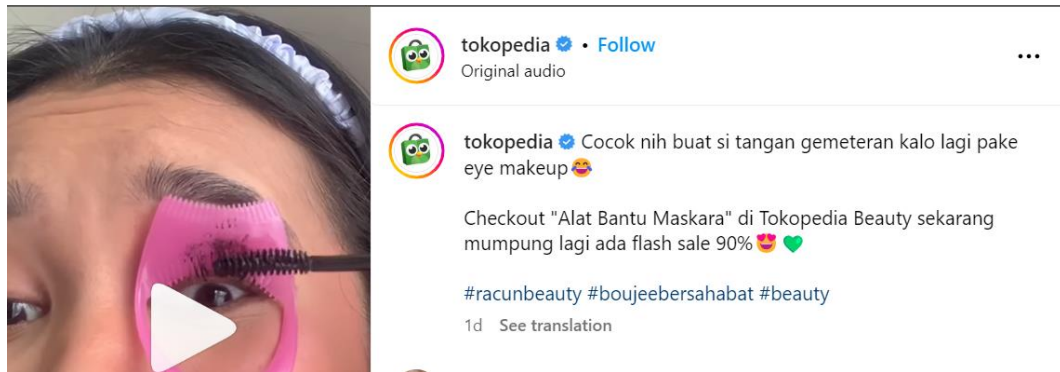 tokopedia • Follow
Original audio
tokopedia Cocok nih buat si tangan gemeteran kalo lagi pake
eye makeup😂
Checkout "Alat Bantu Maskara" di Tokopedia Beauty sekarang
mumpung lagi ada flash sale 90%😍 💚
#racunbeauty #boujeebersahabat #beauty
1d See translation